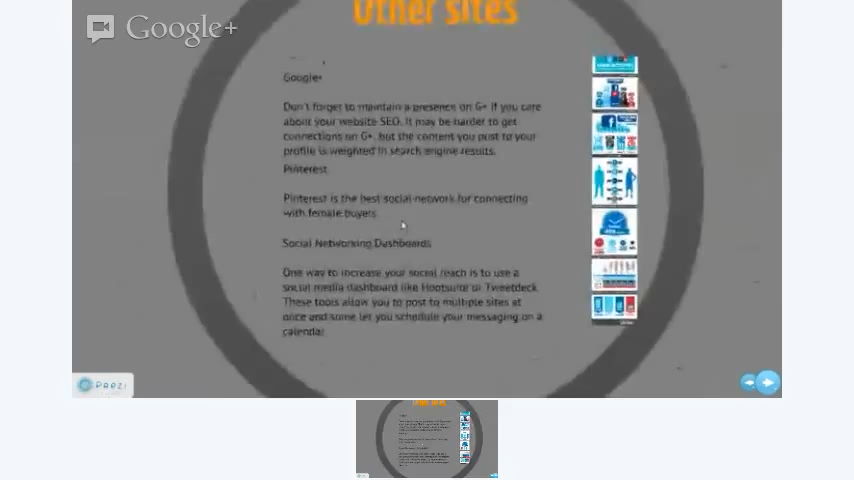 Other sites
Google+
Google+
Don't forget to maintain a presence on G+ if you care
about your website SEO. It may be harder to get
connections on G+, but the content you post to your
profile is weighted in search engine results.
Pinterest
Pinterest is the best social network for connecting
with female buyers.
Social Networking Dashboards
One way to increase your social reach is to use a
social media dashboard like Hootsuite or Tweetdeck.
These tools allow you to post to multiple sites at
once and some let you schedule your messaging on a
calendar.
Prezi